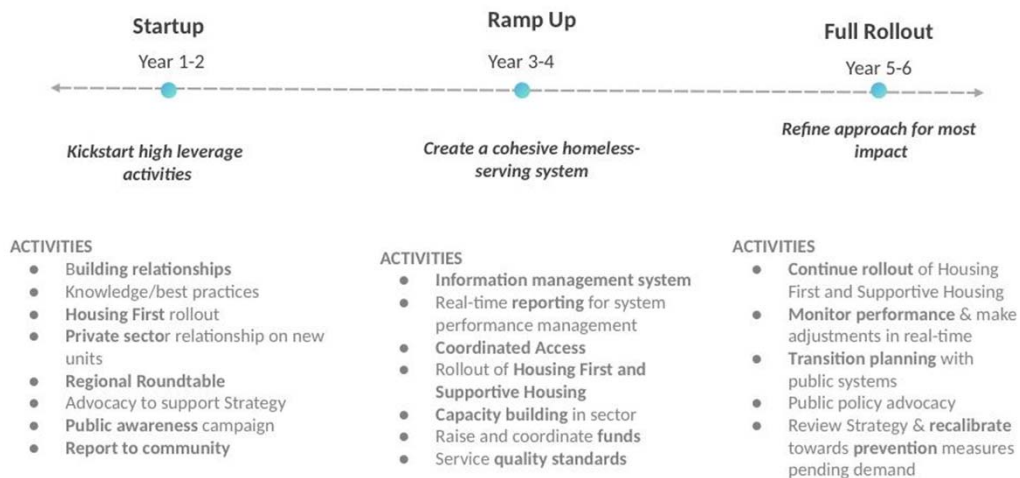 Startup
Year 1-2
Kickstart high leverage
activities
ACTIVITIES
● Building relationships
● Knowledge/best practices
● Housing First rollout
● Private sector relationship on new
units
● Regional Roundtable
● Advocacy to support Strategy
● Public awareness campaign
● Report to community
Ramp Up
Year 3-4
Create a cohesive homeless-
serving system
ACTIVITIES
● Information management system
● Real-time reporting for system
performance management
● Coordinated Access
● Rollout of Housing First and
Supportive Housing
● Capacity building in sector
● Raise and coordinate funds
● Service quality standards
Full Rollout
Year 5-6
Refine approach for most
impact
ACTIVITIES
● Continue rollout of Housing
First and Supportive Housing
● Monitor performance & make
adjustments in real-time
● Transition planning with
public systems
● Public policy advocacy
● Review Strategy & recalibrate
towards prevention measures
pending demand